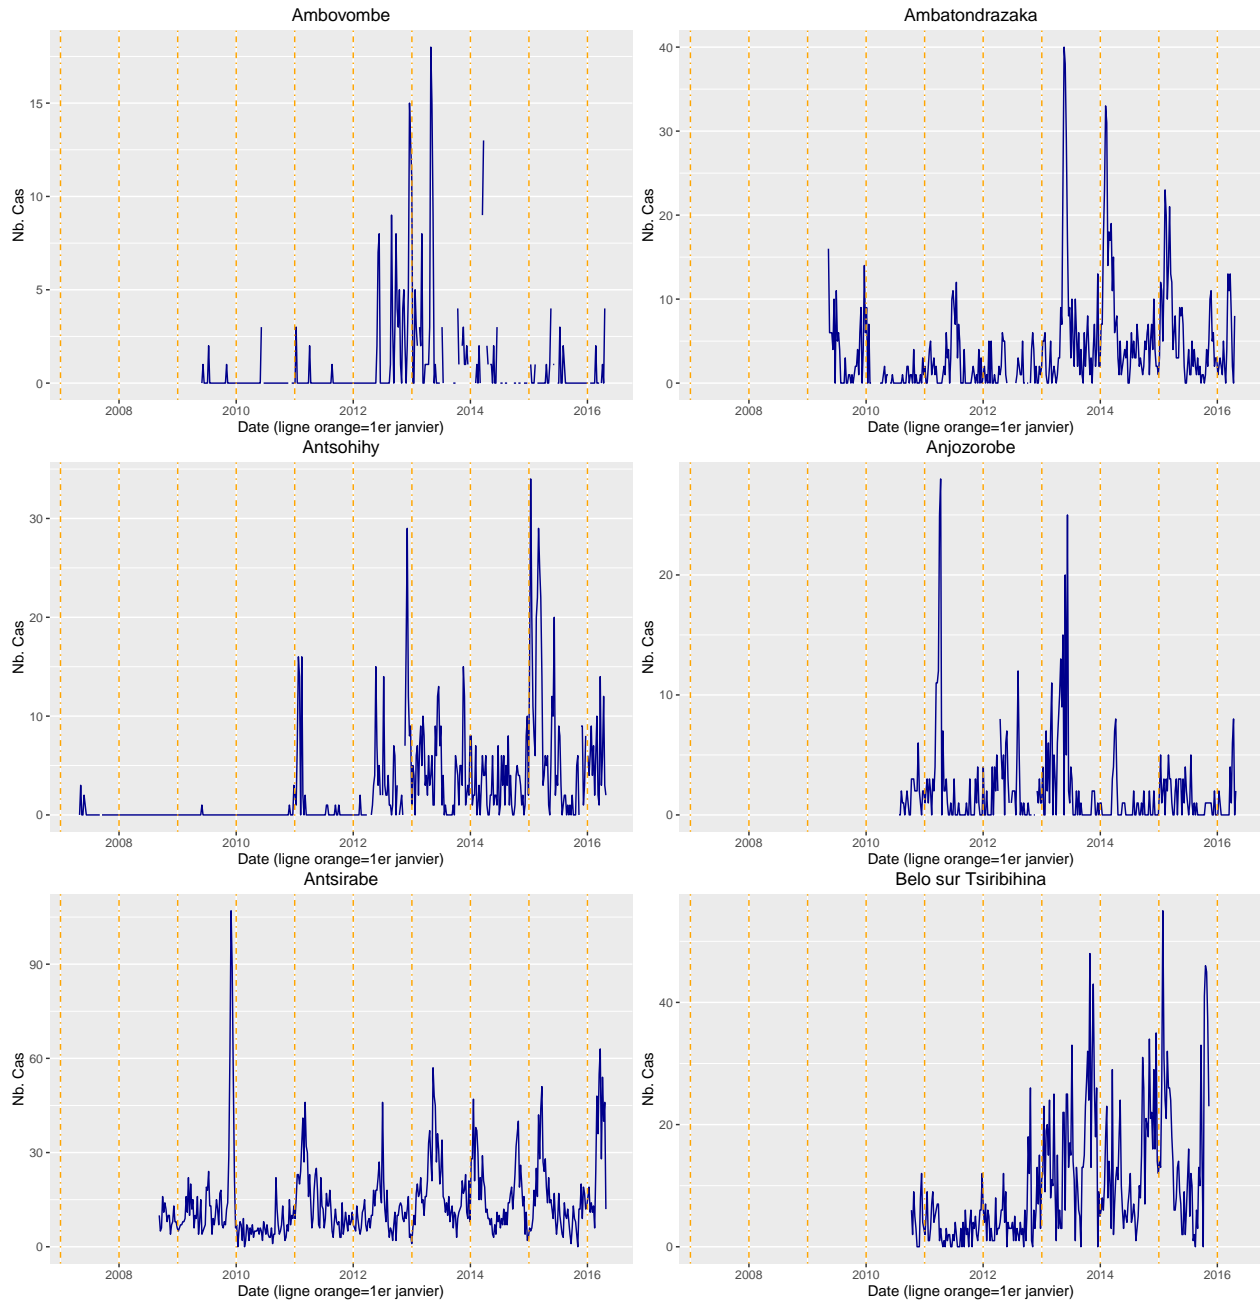 Ambovombe
Nb. Cas
15
10
5
0
2008 2010 2012 2014 2016
Date (ligne orange=1er janvier)
Ambatondrazaka
Nb. Cas
40
30
20
10
0
2008 2010 2012 2014 2016
Date (ligne orange=1er janvier)
Antsohihy
Nb. Cas
30
20
10
0
2008 2010 2012 2014 2016
Date (ligne orange=1er janvier)
Anjozorobe
Nb. Cas
20
10
0
2008 2010 2012 2014 2016
Date (ligne orange=1er janvier)
Antsirabe
Nb. Cas
90
60
30
0
2008 2010 2012 2014 2016
Date (ligne orange=1er janvier)
Belo sur Tsiribihina
Nb. Cas
40
20
0
2008 2010 2012 2014 2016
Date (ligne orange=1er janvier)